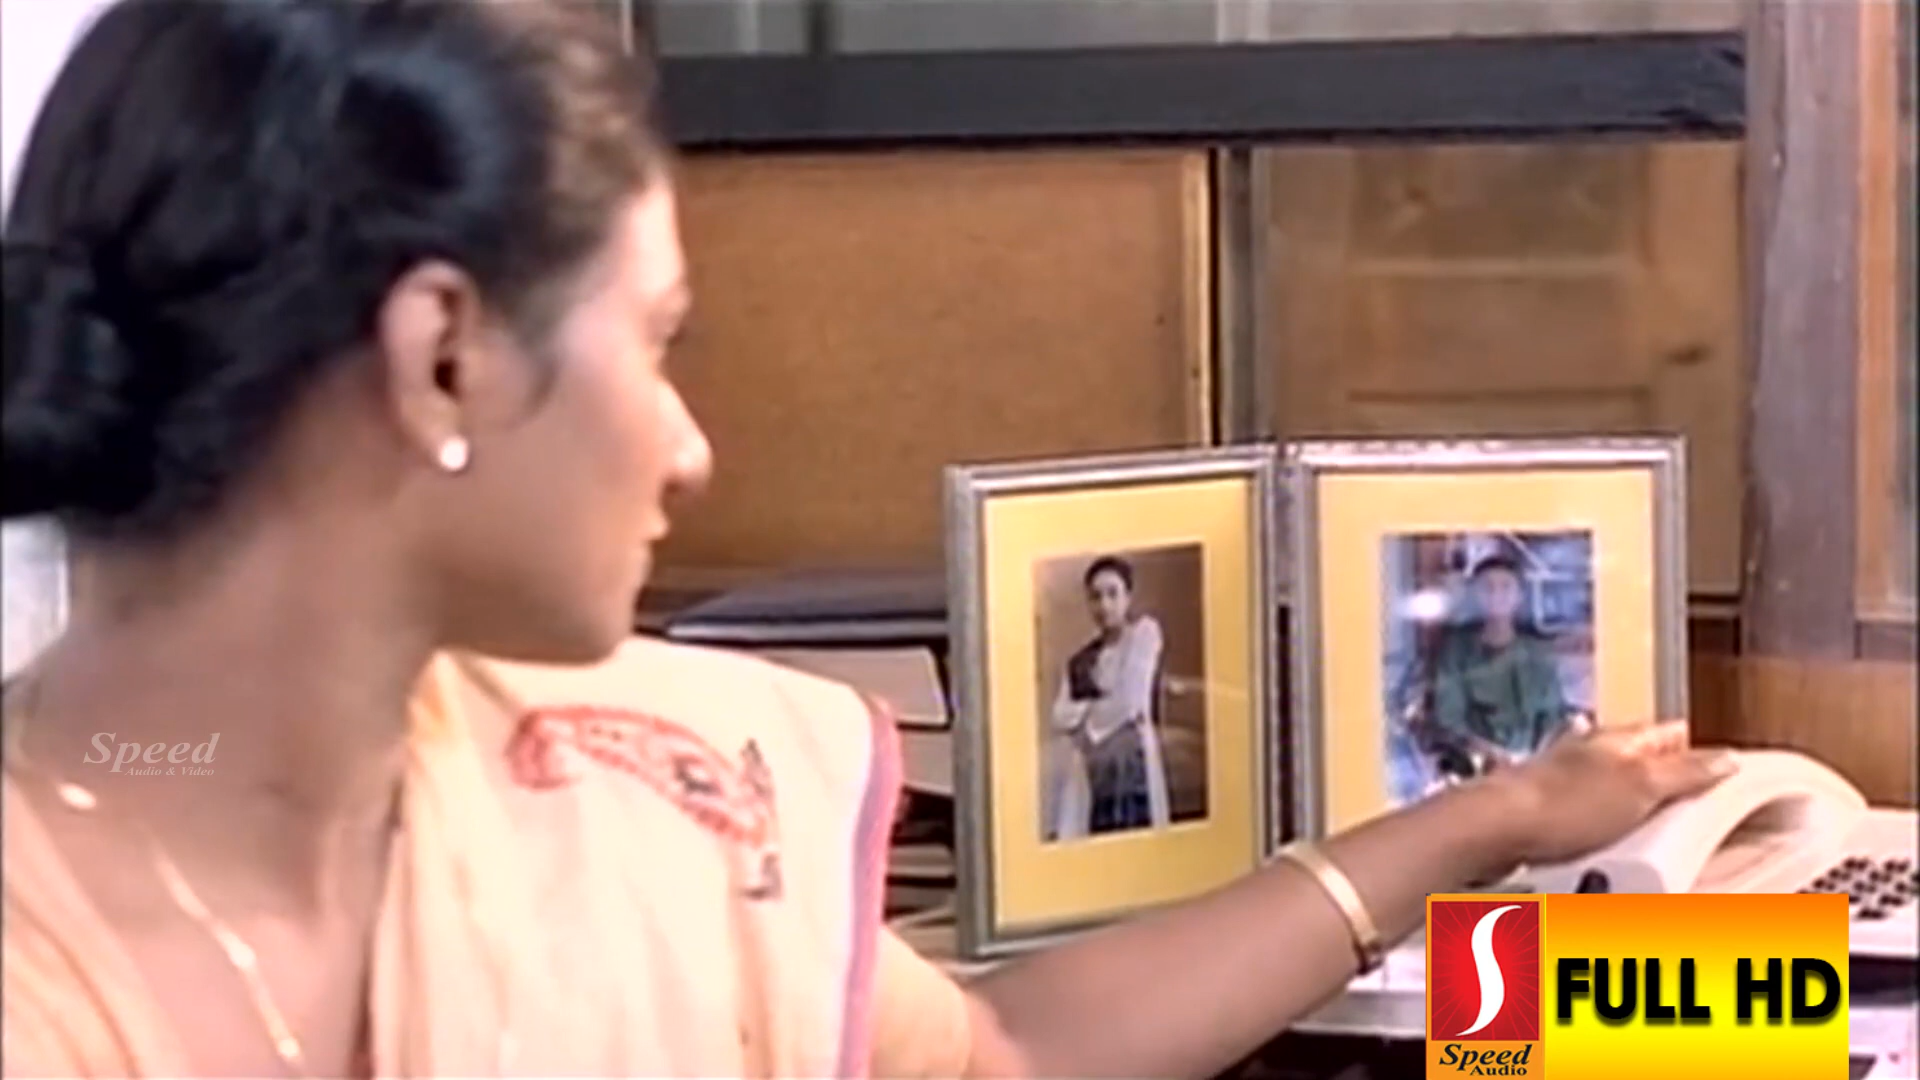 Speed
Audio & Video
S
FULL HD
Speed
Audio